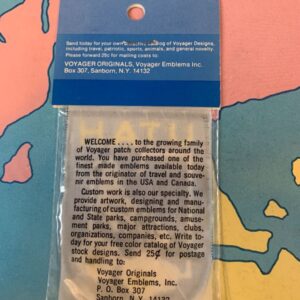 Send today for your own catalog of Voyager Designs,
including travel, patriotic, sports, animals, and general novelty.
Please forward 25¢ for mailing costs to:
VOYAGER ORIGINALS, Voyager Emblems Inc.
Box 307, Sanborn, N.Y. 14132
WELCOME .... to the growing family
of Voyager patch collectors around the
world. You have purchased one of the
finest made emblems available today
from the originator of travel and souve-
nir emblems in the USA and Canada.
Custom work is also our specialty. We
provide artwork, designing and manu-
facturing of custom emblems for National
and State parks, campgrounds, amuse-
ment parks, major attractions, clubs,
organizations, companies, etc. Write to-
day for your free color catalog of Voyager
stock designs. Send 25¢ for postage
and handling to:
Voyager Originals
Voyager Emblems, Inc.
P. O. Box
Sanborn